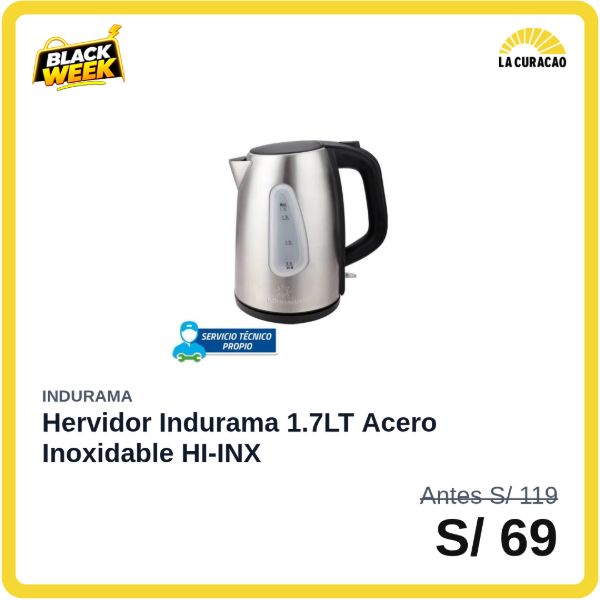 BLACK
WEEK
LA CURACAO
SERVICIO TÉCNICO
PROPIO
INDURAMA
Hervidor Indurama 1.7LT Acero
Inoxidable HI-INX
Antes S/ 119
S/ 69